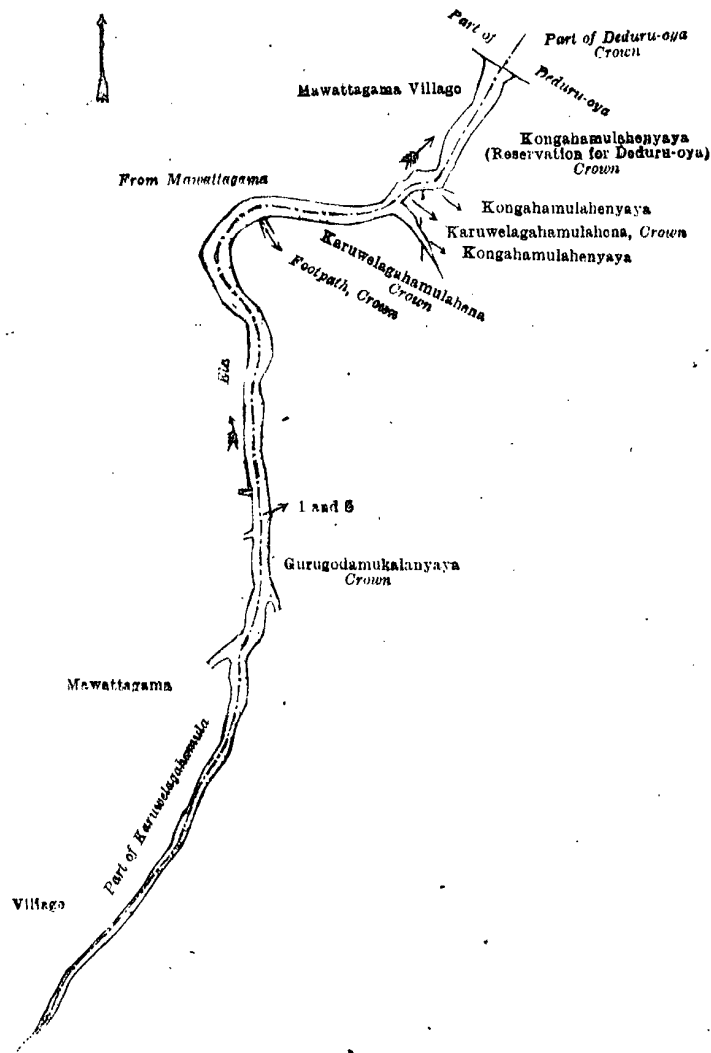 Part of
Part of Deduru-oya
Crown
Deduru-oya
Mawattagama Village
Kongahamulahenyaya
(Reservation for Deduru-oya)
Crown
From Mawattagama
Kongahamulahenyaya
Karuwelagahamulahena, Crown
Kongahamulahenyaya
Karuwelagahamulahena
Crown
Footpath, Crown
Ela
1 and
Gurugodamukalanyaya
Crown
Mawattagama
Part of Karuwelagahamula
Village